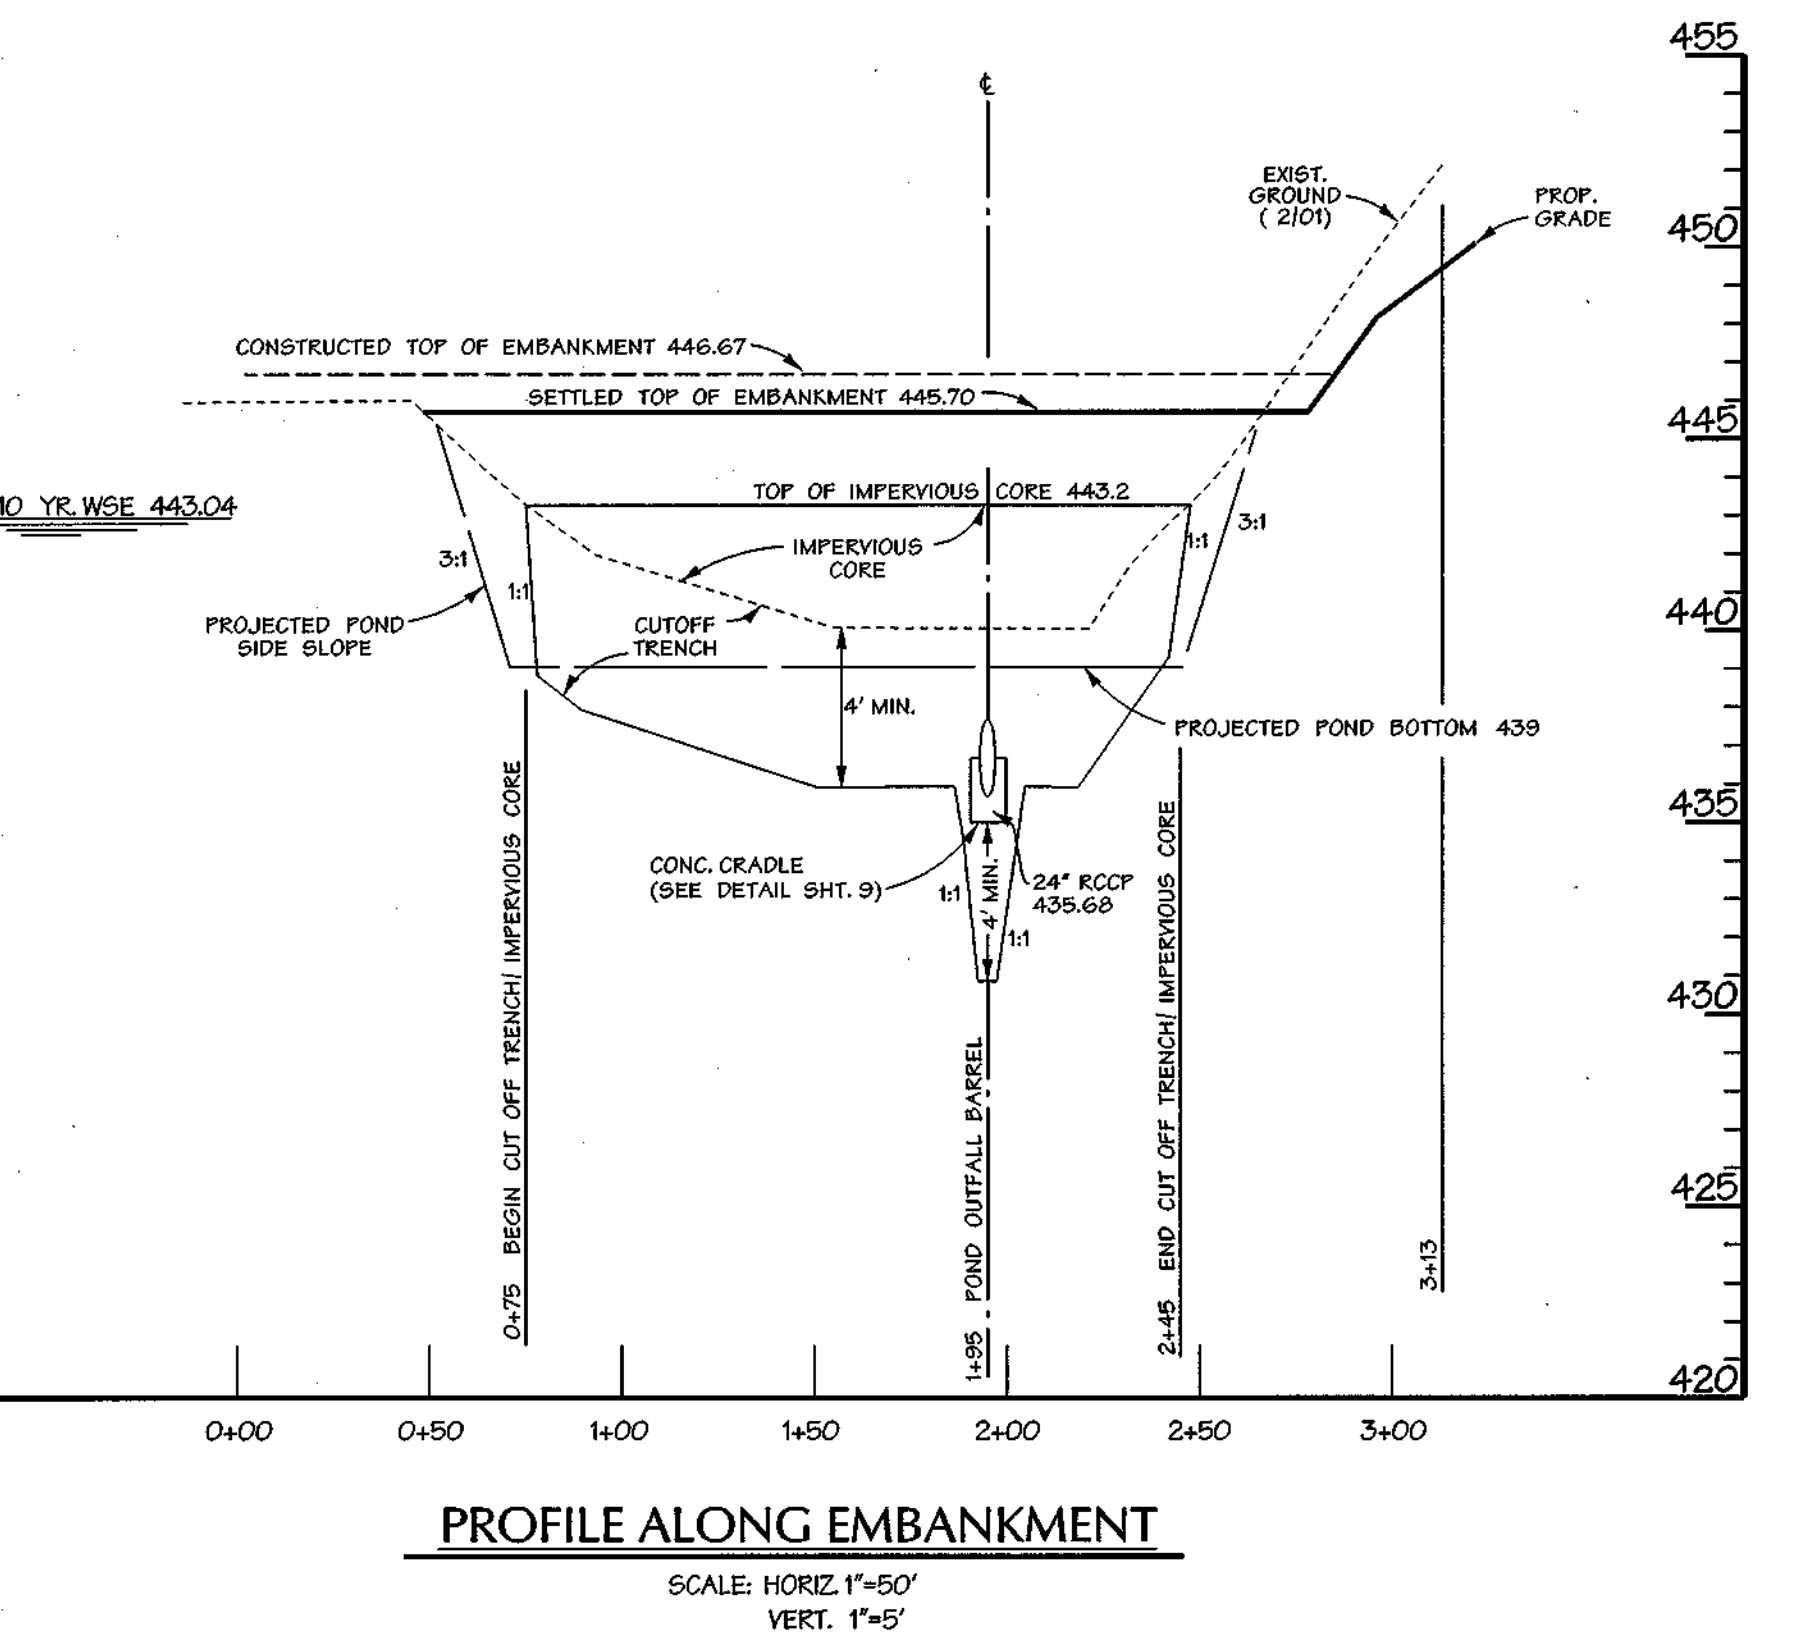 455
℄
EXIST.
GROUND
( 2/01)
PROP.
GRADE
450
CONSTRUCTED TOP OF EMBANKMENT 446.67
SETTLED TOP OF EMBANKMENT 445.70
445
10 YR. WSE 443.04
TOP OF IMPERVIOUS CORE 443.2
3:1
1:1
IMPERVIOUS
CORE
1:1
3:1
PROJECTED POND
SIDE SLOPE
CUTOFF
TRENCH
440
4' MIN.
PROJECTED POND BOTTOM 439
435
CONC. CRADLE
(SEE DETAIL SHT. 9)
1:1
4' MIN.
24" RCCP
435.68
1:1
430
0+75 BEGIN CUT OFF TRENCH/ IMPERVIOUS CORE
1+95 POND OUTFALL BARREL
2+45 END CUT OFF TRENCH/ IMPERVIOUS CORE
3+13
425
420
0+00 0+50 1+00 1+50 2+00 2+50 3+00
PROFILE ALONG EMBANKMENT
SCALE: HORIZ. 1"=50'
VERT. 1"=5'